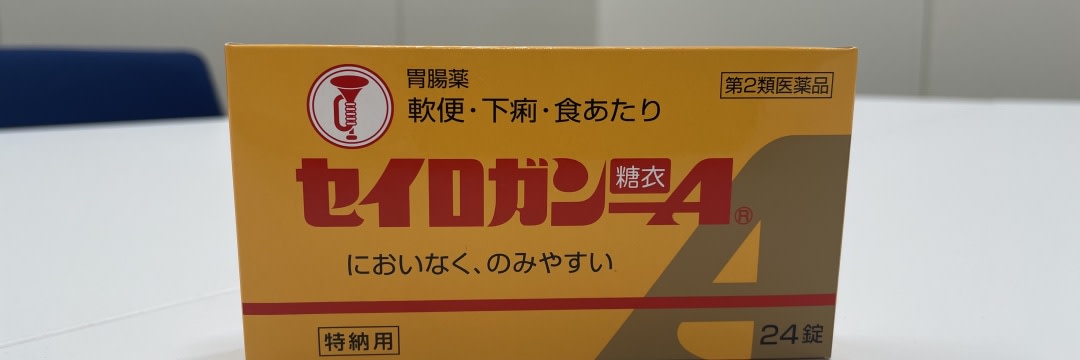 胃腸薬
第2類医薬品
軟便・下痢・食あたり
セイロガン糖衣A®
においなく、のみやすい
特納用
24錠